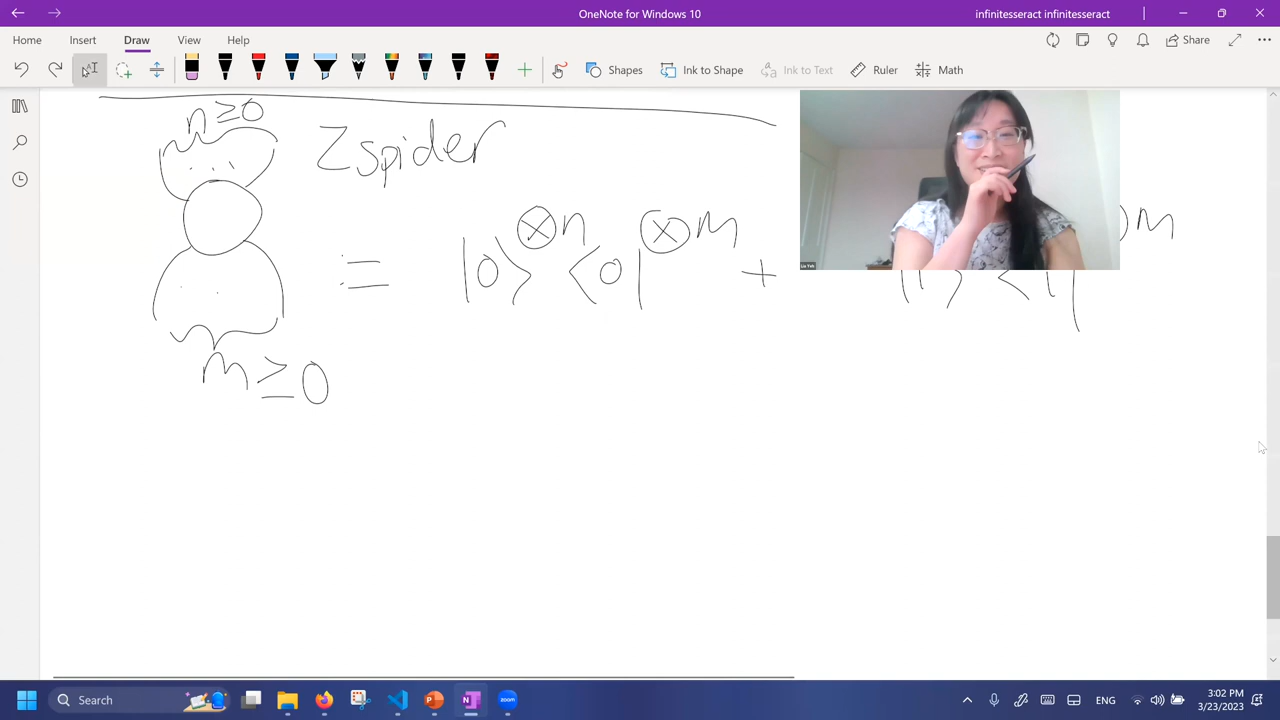 OneNote for Windows 10
infinitesseract infinitesseract
Home Insert Draw View Help
Share
Shapes Ink to Shape Ink to Text Ruler Math
n ≥ 0
Z spider
:= |0⟩⊗n ⟨0|⊗m + |1⟩ ⟨1| m
m ≥ 0
Search
ENG
3:02 PM
3/23/2023